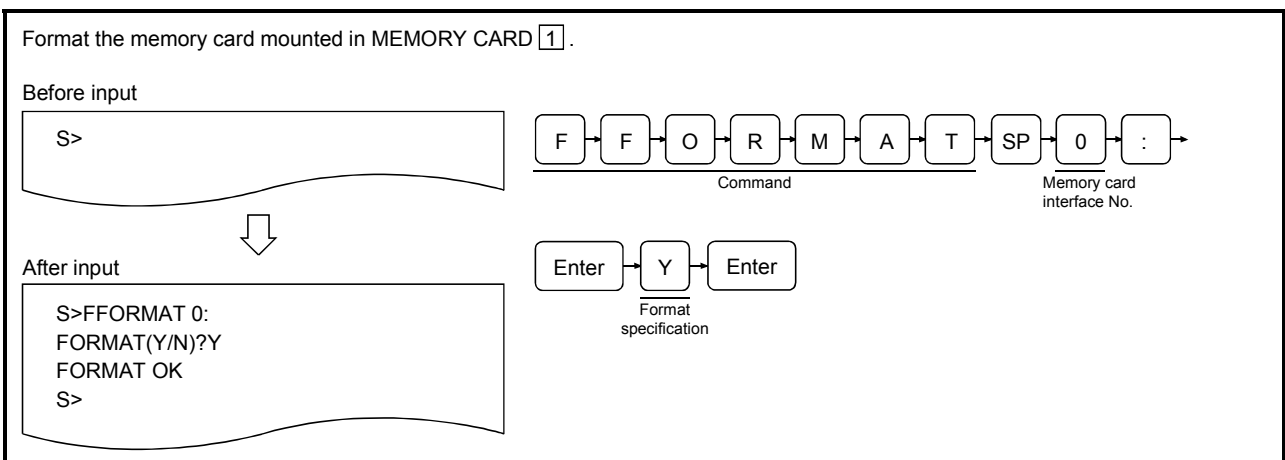 Format the memory card mounted in MEMORY CARD 1 .
Before input
S>
F F O R M A T SP 0 :
Command
Memory card
interface No.
After input
S>FFORMAT 0:
FORMAT(Y/N)?Y
FORMAT OK
S>
Enter Y Enter
Format
specification